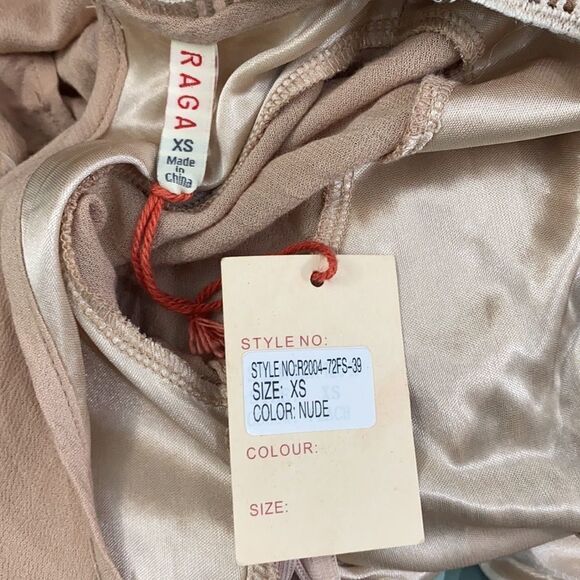 RAGA
XS
Made
in
China
STYLE NO:
STYLE NO:R2004-72FS-39
SIZE: XS
COLOR: NUDE
COLOUR:
SIZE: